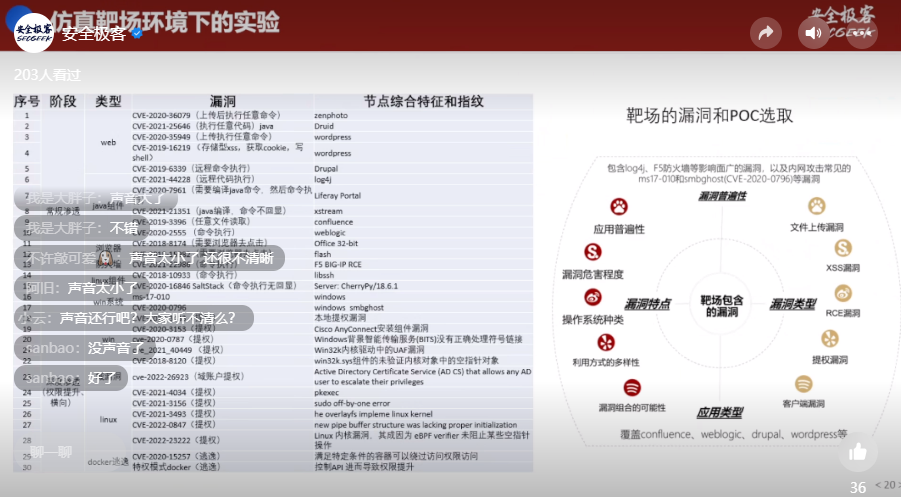 仿真靶场环境下的实验
安全极客
SECGEEK
安全极客
SECGEEK
203人看过
序号 阶段 类型 漏洞 节点综合特征和指纹
1 CVE-2020-36079（上传后执行任意命令） zenphoto
2 CVE-2021-25646（执行任意代码）java Druid
3 web CVE-2020-35949（上传执行任意命令） wordpress
4 CVE-2019-16219（存储型xss，获取cookie，写shell） wordpress
5 CVE-2019-6339（远程命令执行） Drupal
6 CVE-2021-44228（远程代码执行） log4j
7 CVE-2020-7961（需要编译java命令，然后命令执 Liferay Portal
java组件
8 常规渗透 CVE-2021-21351（java编译，命令不回显） xstream
9 CVE-2019-3396（任意文件读取） confluence
CVE-2020-2555 （命令执行） weblogic
11 浏览器 CVE-2018-8174（需要浏览器去点击） Office 32-bit
flash
F5 BIG-IP RCE
14 CVE-2018-10933（命令执行） libssh
15 linux组件 CVE-2020-16846 SaltStack（命令执行无回显） Server: CherryPy/18.6.1
16 win系统 ms-17-010 windows
CVE-2020-0796 windows smbghost
本地提权漏洞
19 CVE-2020-3153（提权） Cisco AnyConnect安装组件漏洞
20 win cve-2020-0787（提权） Windows背景智能传输服务(BITS)没有正确处理符号链接
cve_2021_40449 （提权） Win32k内核驱动中的UAF漏洞
22 CVE-2018-8120（提权） win32k.sys组件的未验证内核对象中的空指针对象
23 cve-2022-26923（域账户提权） Active Directory Certificate Service (AD CS) that allows any AD user to escalate their privileges
24 （权限提升、横向） CVE-2021-4034（提权） pkexec
25 CVE-2021-3156（提权） sudo off-by-one error
26 linux CVE-2021-3493（提权） he overlayfs impleme linux kernel
27 CVE-2022-0847（提权） new pipe buffer structure was lacking proper initialization
28 CVE-2022-23222（提权） Linux 内核漏洞，其成因为 eBPF verifier 未阻止某些空指针操作
29 docker逃逸 CVE-2020-15257（逃逸） 满足特定条件的容器可以绕过访问权限访问
30 特权模式docker（逃逸） 控制API 进而导致权限提升
我是大胖子：声音大了
我是大胖子：不错
不许敲可爱：声音太小了 还很不清晰
阿旧：声音太小了
小云：声音还行吧？大家听不清么？
sanbao：没声音了
sanbao：好了
聊一聊
靶场的漏洞和POC选取
包含log4j、F5防火墙等影响面广的漏洞，以及内网攻击常见的
ms17-010和smbghost(CVE-2020-0796)等漏洞
漏洞普遍性
应用普遍性
文件上传漏洞
漏洞危害程度
XSS漏洞
漏洞特点
靶场包含
的漏洞
漏洞类型
操作系统种类
RCE漏洞
利用方式的多样性
提权漏洞
漏洞组合的可能性
客户端漏洞
应用类型
覆盖confluence、weblogic、drupal、wordpress等
36
< 20 >